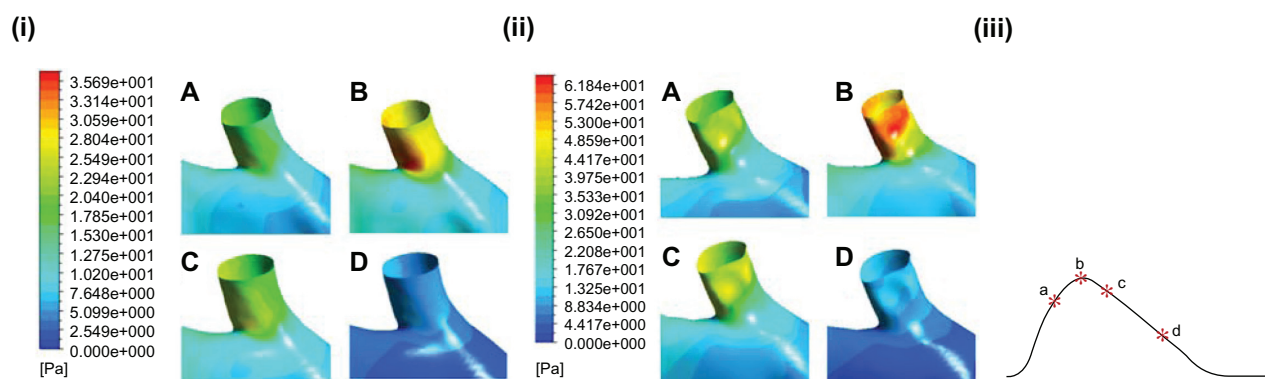 (i)
(ii)
(iii)
3.569e+001
3.314e+001
3.059e+001
2.804e+001
2.549e+001
2.294e+001
2.040e+001
1.785e+001
1.530e+001
1.275e+001
1.020e+001
7.648e+000
5.099e+000
2.549e+000
0.000e+000
[Pa]
A
B
C
D
6.184e+001
5.742e+001
5.300e+001
4.859e+001
4.417e+001
3.975e+001
3.533e+001
3.092e+001
2.650e+001
2.208e+001
1.767e+001
1.325e+001
8.834e+000
4.417e+000
0.000e+000
[Pa]
A
B
C
D
a
b
c
d